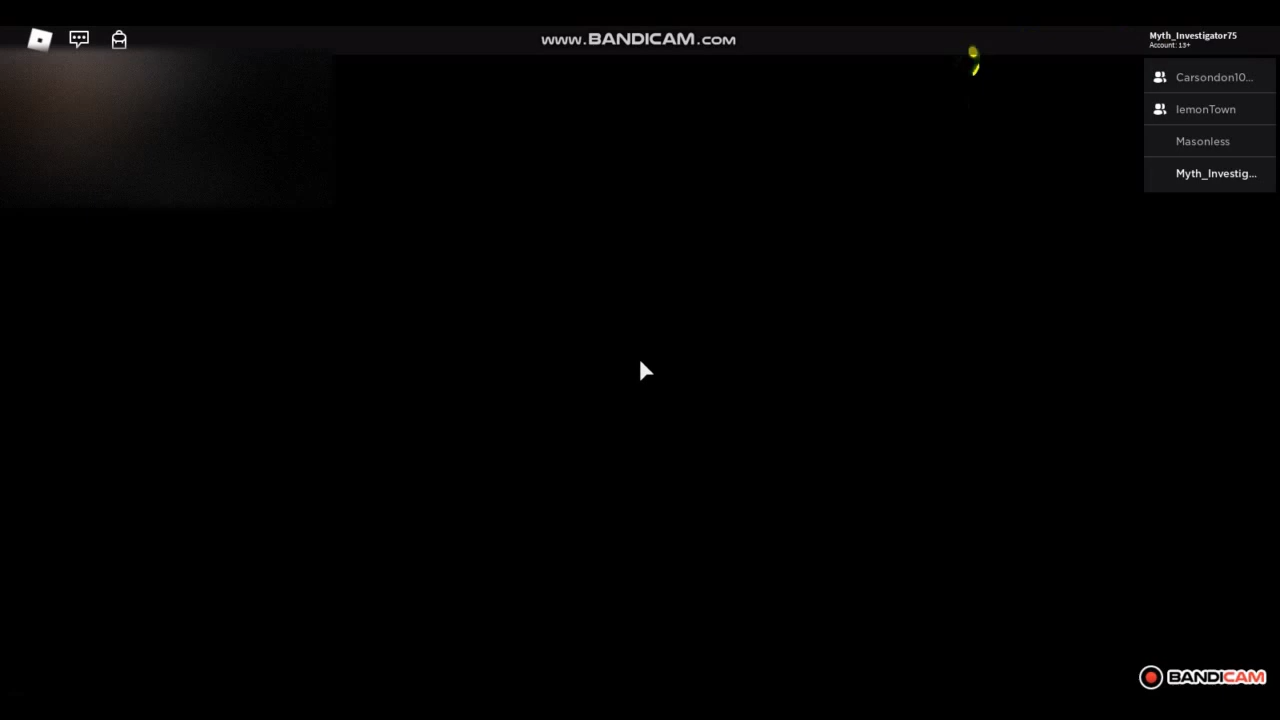 www.BANDICAM.com
Myth_Investigator75
Account: 13+
Carsondon10...
lemonTown
Masonless
Myth_Investig...
BANDICAM